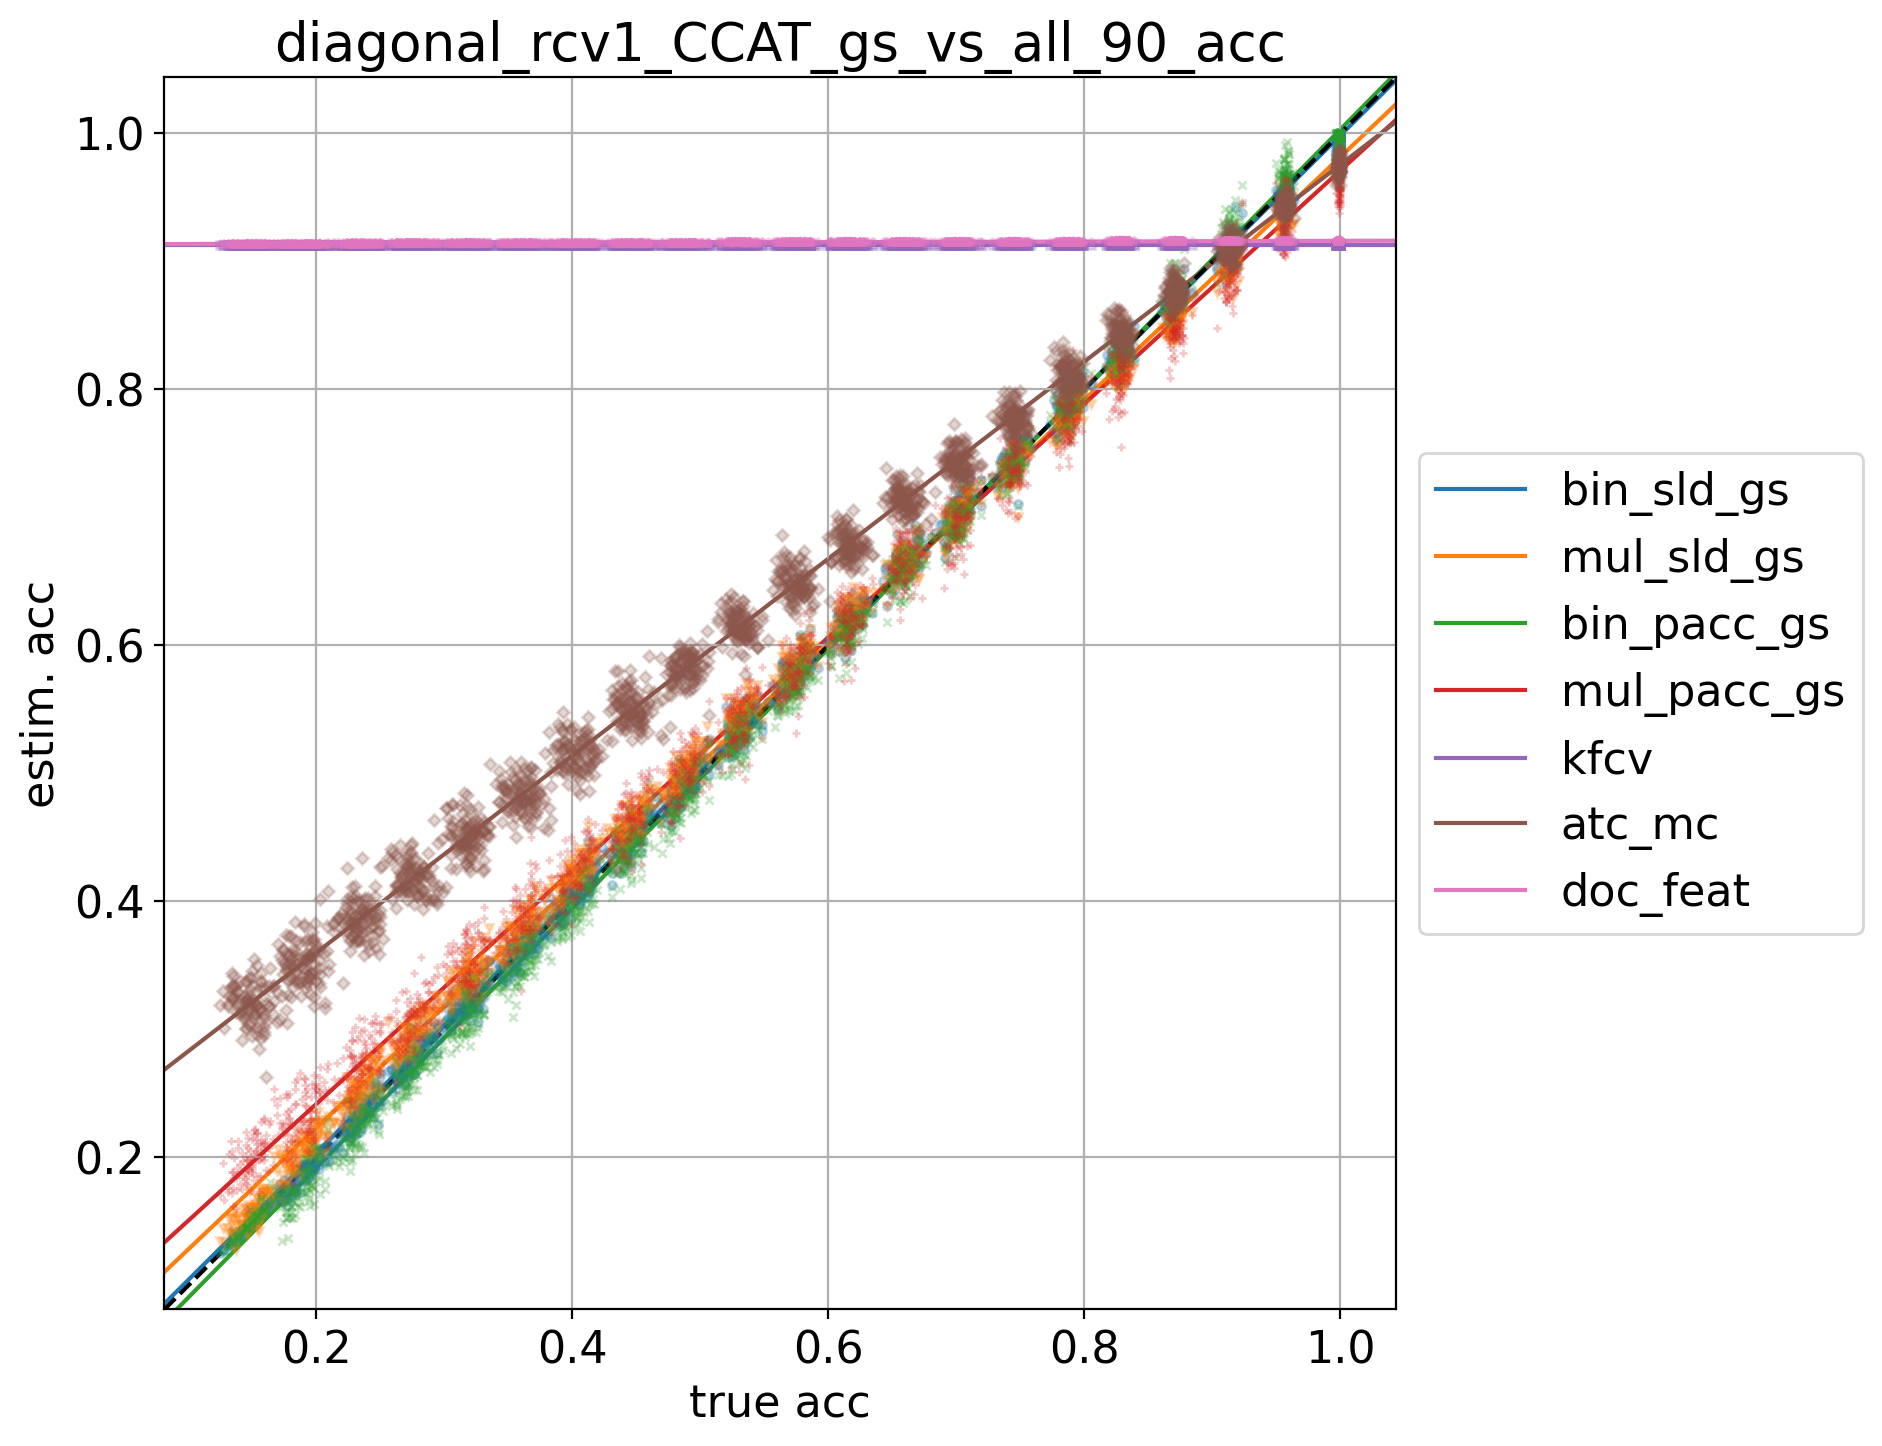 diagonal_rcv1_CCAT_gs_vs_all_90_acc
1.0
0.8
0.6
0.4
0.2
estim. acc
0.2 0.4 0.6 0.8 1.0
true acc
bin_sld_gs
mul_sld_gs
bin_pacc_gs
mul_pacc_gs
kfcv
atc_mc
doc_feat